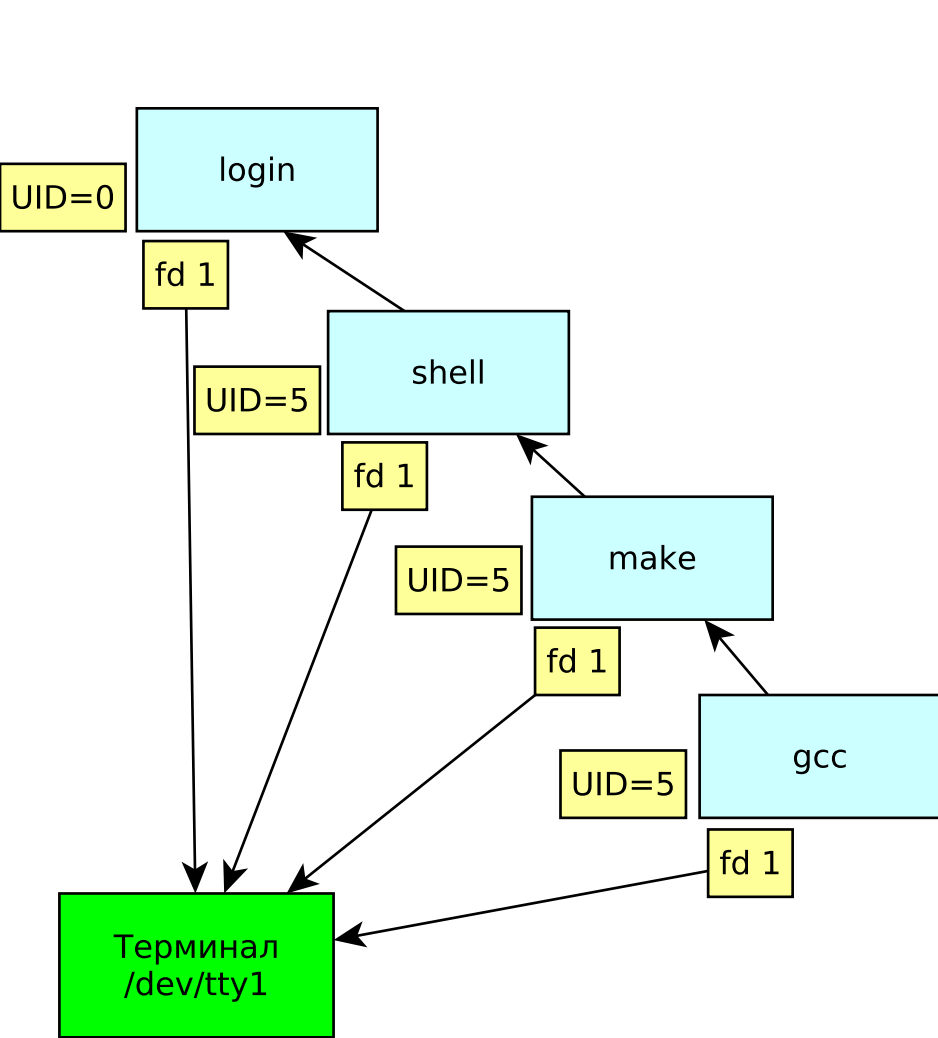 login
UID=0
fd 1
shell
UID=5
fd 1
make
UID=5
fd 1
gcc
UID=5
fd 1
Терминал
/dev/tty1